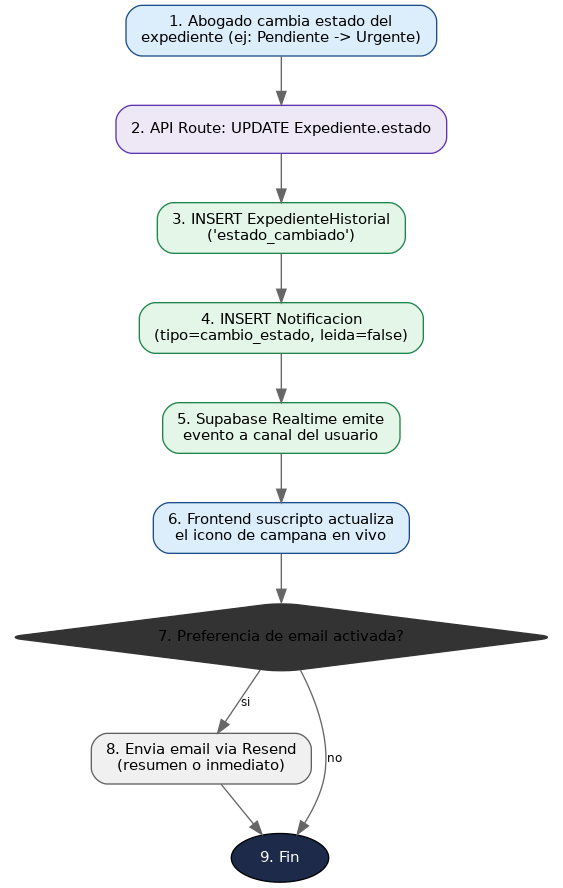 1. Abogado cambia estado del
expediente (ej: Pendiente -> Urgente)
2. API Route: UPDATE Expediente.estado
3. INSERT ExpedienteHistorial
('estado_cambiado')
4. INSERT Notificacion
(tipo=cambio_estado, leida=false)
5. Supabase Realtime emite
evento a canal del usuario
6. Frontend suscripto actualiza
el icono de campana en vivo
7. Preferencia de email activada?
si
8. Envia email via Resend
(resumen o inmediato)
no
9. Fin